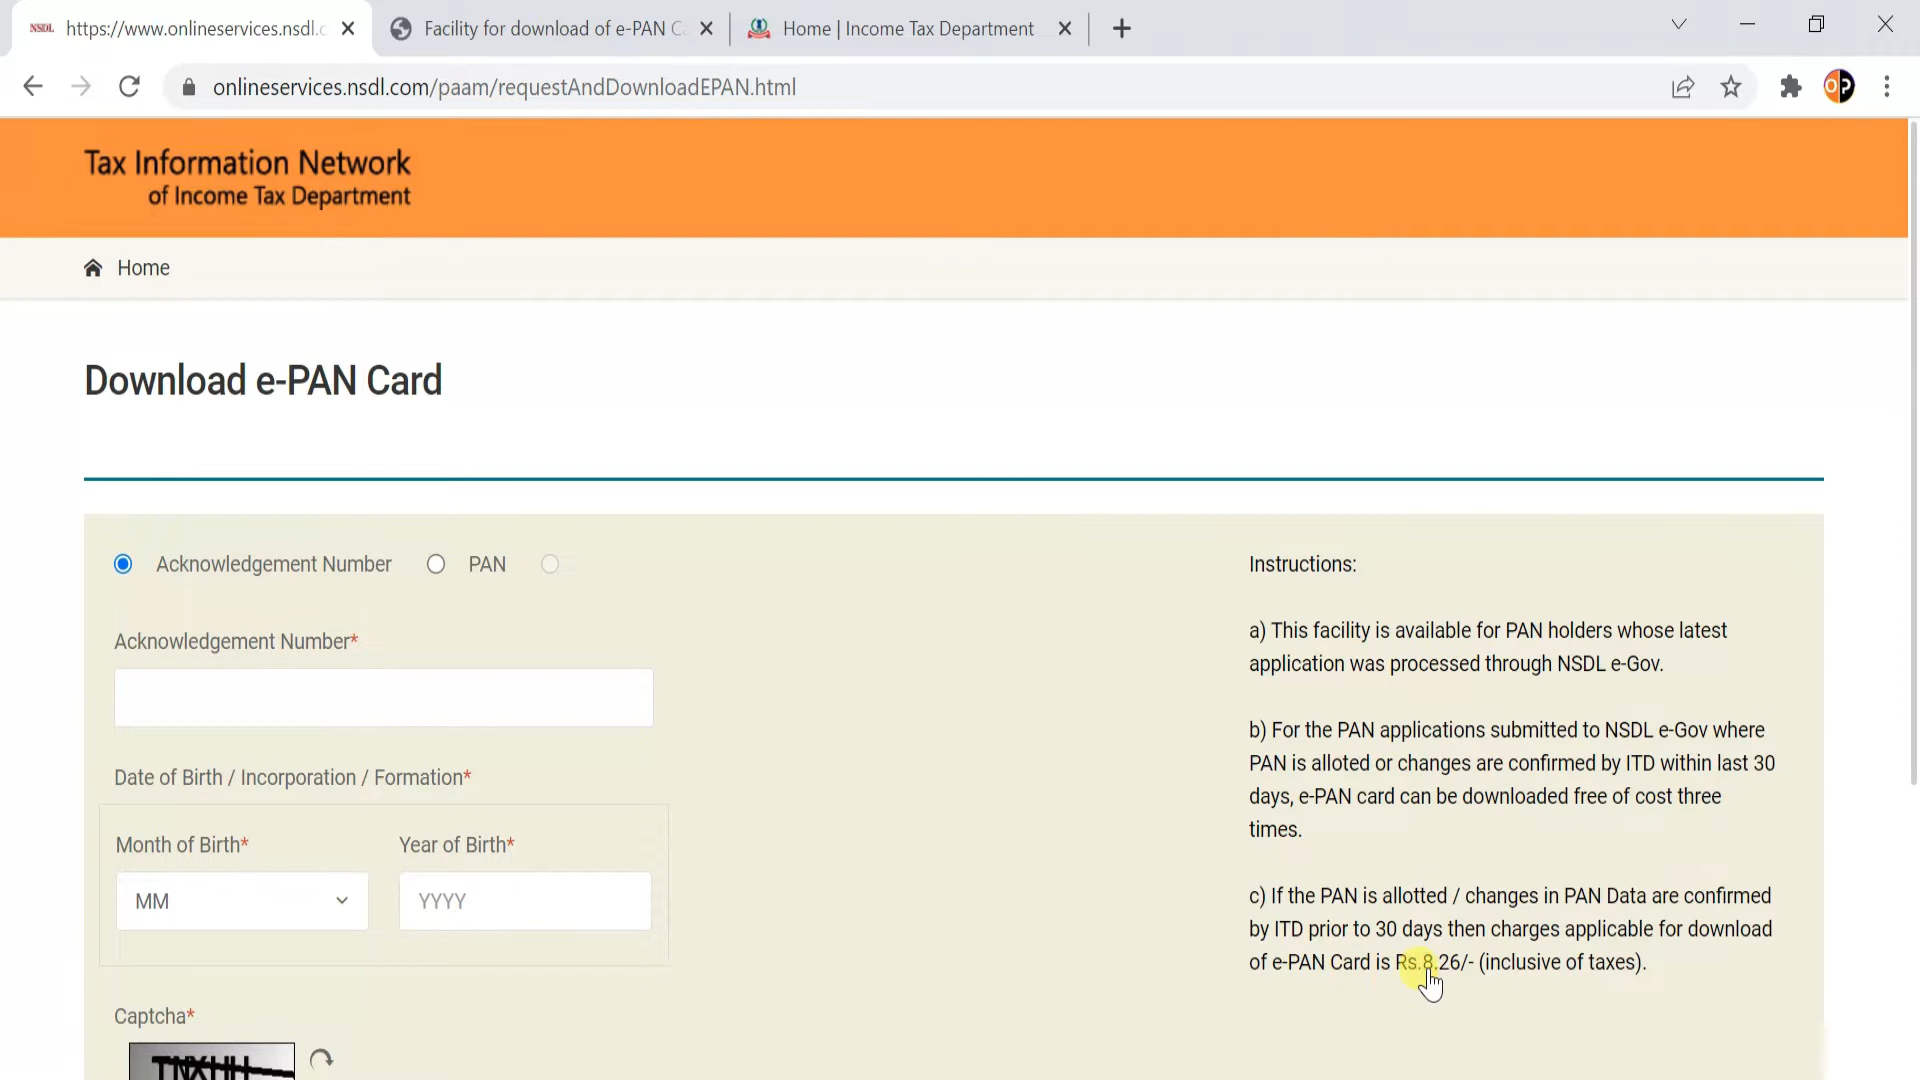 NSDL https://www.onlineservices.nsdl.c
Facility for download of e-PAN C
Home | Income Tax Department
onlineservices.nsdl.com/paam/requestAndDownloadEPAN.html
OP
Tax Information Network
of Income Tax Department
Home
Download e-PAN Card
Acknowledgement Number PAN
Acknowledgement Number*
Date of Birth / Incorporation / Formation*
Month of Birth* Year of Birth*
MM YYYY
Captcha*
Instructions:
a) This facility is available for PAN holders whose latest
application was processed through NSDL e-Gov.
b) For the PAN applications submitted to NSDL e-Gov where
PAN is alloted or changes are confirmed by ITD within last 30
days, e-PAN card can be downloaded free of cost three
times.
c) If the PAN is allotted / changes in PAN Data are confirmed
by ITD prior to 30 days then charges applicable for download
of e-PAN Card is Rs.8.26/- (inclusive of taxes).